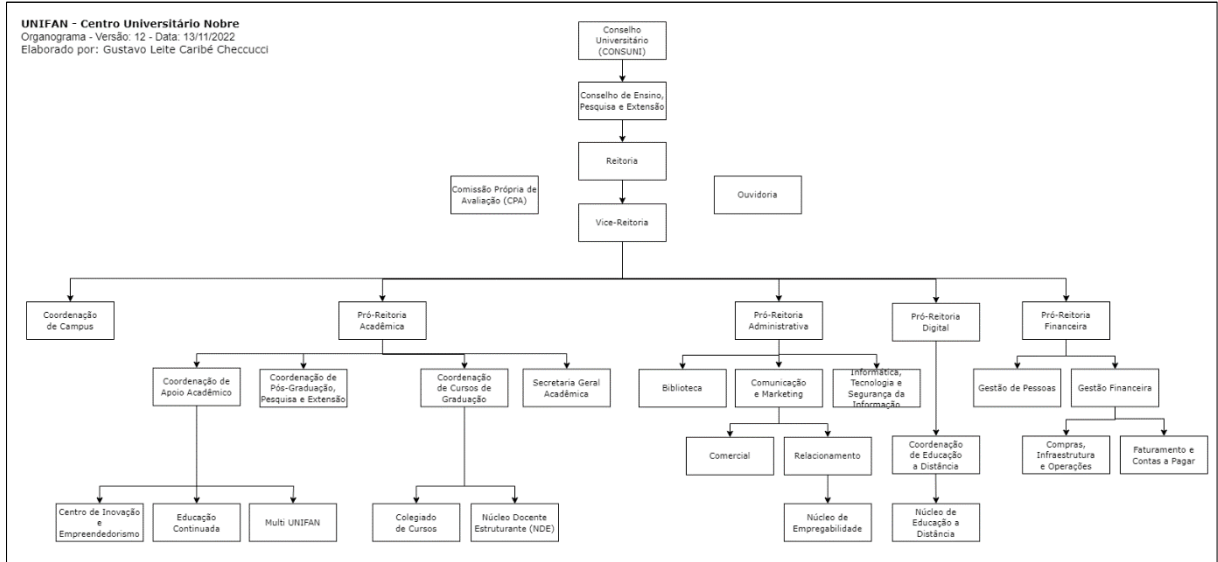 UNIFAN - Centro Universitário Nobre
Organograma - Versão: 12 - Data: 13/11/2022
Elaborado por: Gustavo Leite Caribé Checcucci
Conselho
Universitário
(CONSUNI)
Conselho de Ensino,
Pesquisa e Extensão
Reitoria
Comissão Própria de
Avaliação (CPA)
Ouvidoria
Vice-Reitoria
Coordenação
de Campus
Pró-Reitoria
Acadêmica
Pró-Reitoria
Administrativa
Pró-Reitoria
Digital
Pró-Reitoria
Financeira
Coordenação de
Apoio Acadêmico
Coordenação de
Pós-Graduação,
Pesquisa e Extensão
Coordenação
de Cursos de
Graduação
Secretaria Geral
Acadêmica
Biblioteca
Comunicação
e Marketing
Informática,
Tecnologia e
Segurança da
Informação
Gestão de Pessoas
Gestão Financeira
Comercial
Relacionamento
Coordenação
de Educação
a Distância
Compras,
Infraestrutura
e Operações
Faturamento e
Contas a Pagar
Centro de Inovação
e
Empreendedorismo
Educação
Continuada
Multi UNIFAN
Colegiado
de Cursos
Núcleo Docente
Estruturante (NDE)
Núcleo de
Empregabilidade
Núcleo de
Educação a
Distância